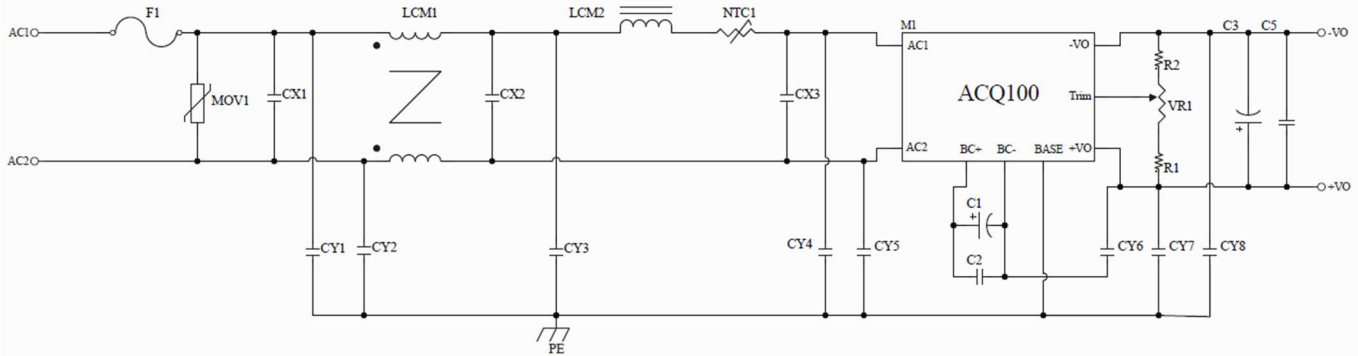 F1
LCM1
LCM2
NTC1
M1
C3
C5
AC1
AC1
-VO
-VO
R2
MOV1
CX1
CX2
CX3
ACQ100
Trim
VR1
+
AC2
AC2
BC+
BC-
BASE
+VO
R1
+VO
C1
+
CY1
CY2
CY3
CY4
CY5
C2
CY6
CY7
CY8
PE